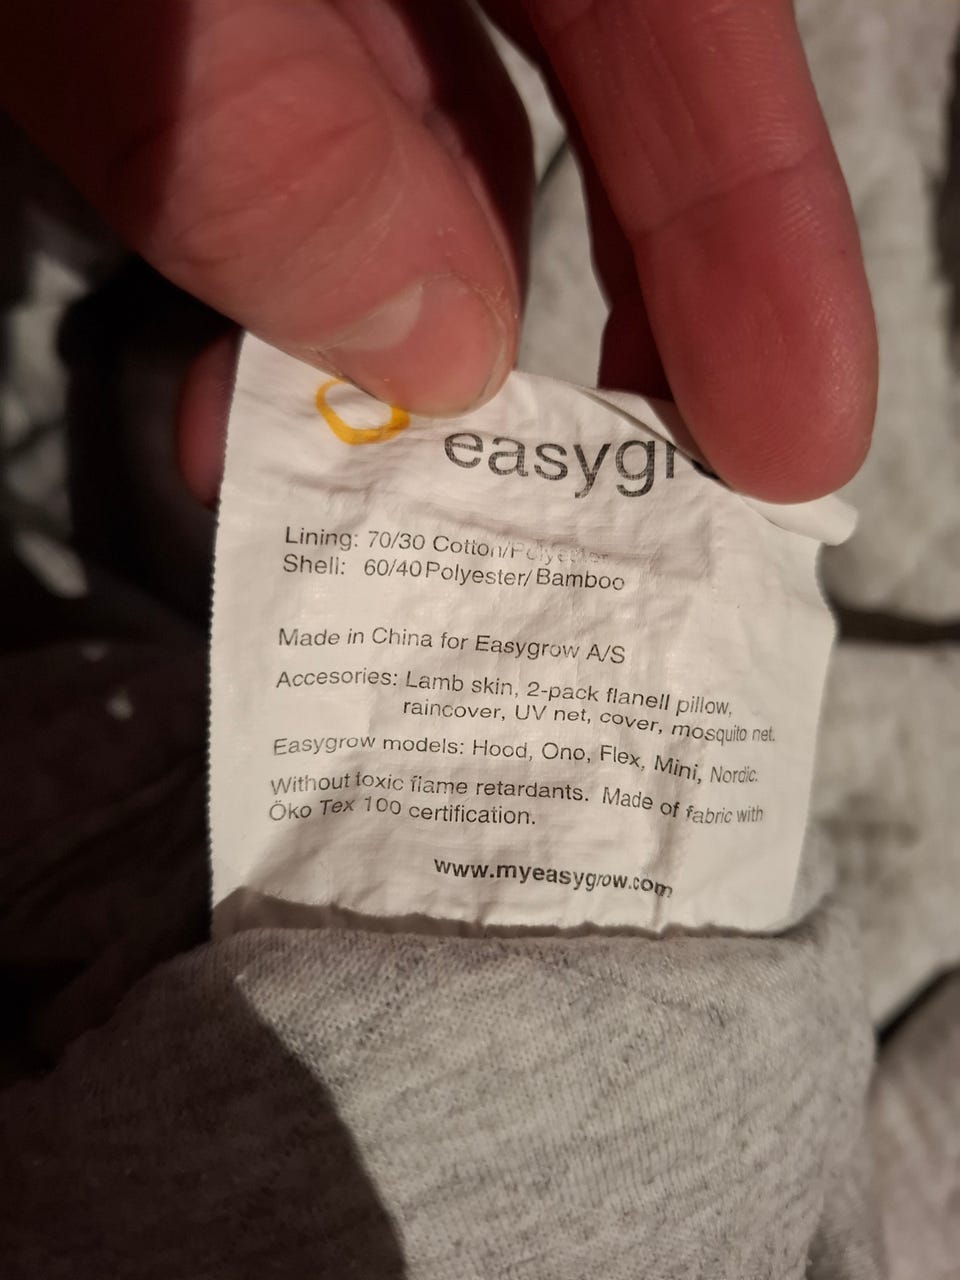 easygr
Lining: 70/30 Cotton/Polyester
Shell: 60/40 Polyester/Bamboo
Made in China for Easygrow A/S
Accesories: Lamb skin, 2-pack flanell pillow,
raincover, UV net, cover, mosquito net.
Easygrow models: Hood, Ono, Flex, Mini, Nordic.
Without toxic flame retardants. Made of fabric with
Öko Tex 100 certification.
www.myeasygrow.com